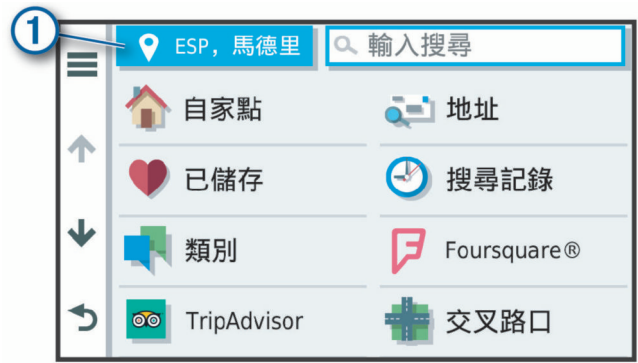 1
ESP，馬德里
輸入搜尋
自家點
地址
已儲存
搜尋記錄
類別
Foursquare®
TripAdvisor
交叉路口